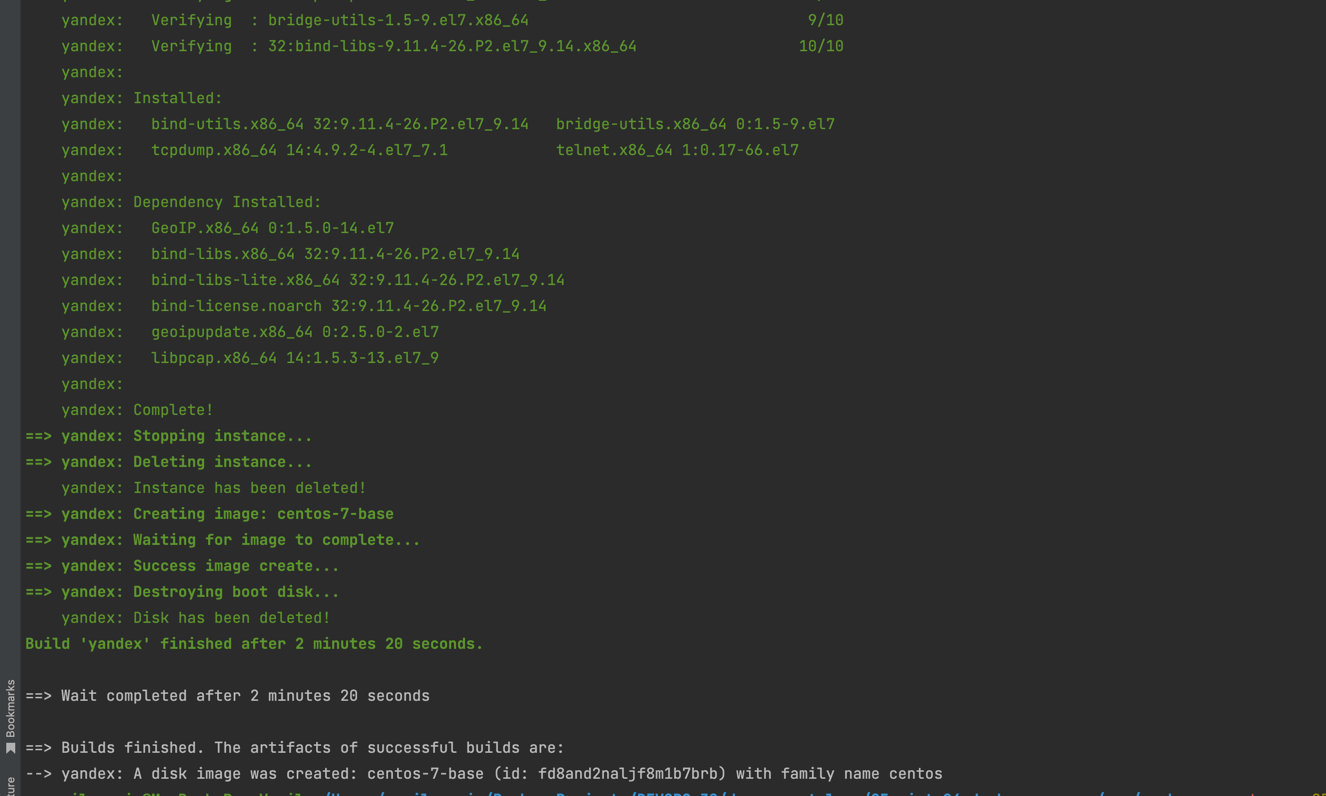 yandex:   Verifying  : bridge-utils-1.5-9.el7.x86_64                               9/10
yandex:   Verifying  : 32:bind-libs-9.11.4-26.P2.el7_9.14.x86_64                  10/10
yandex:
yandex: Installed:
yandex:   bind-utils.x86_64 32:9.11.4-26.P2.el7_9.14   bridge-utils.x86_64 0:1.5-9.el7
yandex:   tcpdump.x86_64 14:4.9.2-4.el7_7.1            telnet.x86_64 1:0.17-66.el7
yandex:
yandex: Dependency Installed:
yandex:   GeoIP.x86_64 0:1.5.0-14.el7
yandex:   bind-libs.x86_64 32:9.11.4-26.P2.el7_9.14
yandex:   bind-libs-lite.x86_64 32:9.11.4-26.P2.el7_9.14
yandex:   bind-license.noarch 32:9.11.4-26.P2.el7_9.14
yandex:   geoipupdate.x86_64 0:2.5.0-2.el7
yandex:   libpcap.x86_64 14:1.5.3-13.el7_9
yandex:
yandex: Complete!
==> yandex: Stopping instance...
==> yandex: Deleting instance...
yandex: Instance has been deleted!
==> yandex: Creating image: centos-7-base
==> yandex: Waiting for image to complete...
==> yandex: Success image create...
==> yandex: Destroying boot disk...
yandex: Disk has been deleted!
Build 'yandex' finished after 2 minutes 20 seconds.
==> Wait completed after 2 minutes 20 seconds
==> Builds finished. The artifacts of successful builds are:
--> yandex: A disk image was created: centos-7-base (id: fd8and2naljf8m1b7brb) with family name centos
Bookmarks